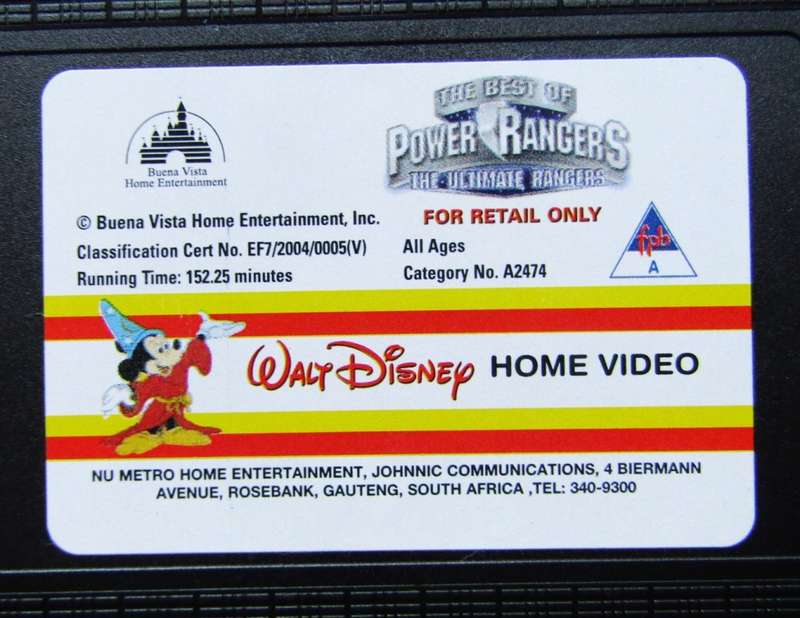 THE BEST OF
POWER RANGERS
THE ULTIMATE RANGERS
Buena Vista
Home Entertainment
© Buena Vista Home Entertainment, Inc.
FOR RETAIL ONLY
Classification Cert No. EF7/2004/0005(V)
All Ages
fpb
A
Running Time: 152.25 minutes
Category No. A2474
WALT DISNEY HOME VIDEO
NU METRO HOME ENTERTAINMENT, JOHNNIC COMMUNICATIONS, 4 BIERMANN
AVENUE, ROSEBANK, GAUTENG, SOUTH AFRICA ,TEL: 340-9300